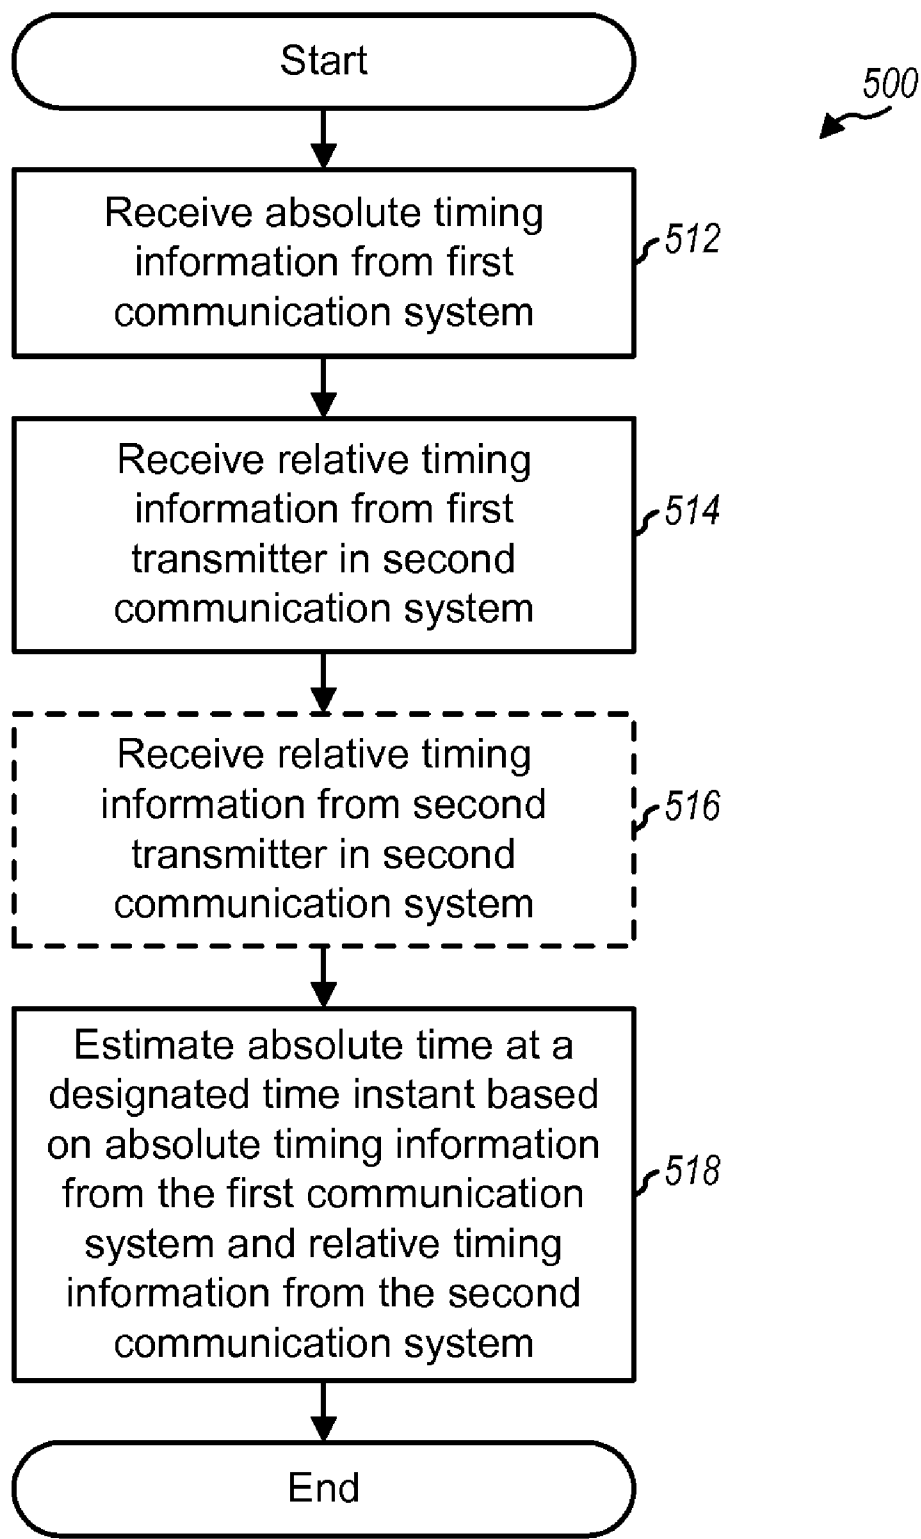 Start
500
Receive absolute timing
information from first
communication system
512
Receive relative timing
information from first
transmitter in second
communication system
514
Receive relative timing
information from second
transmitter in second
communication system
516
Estimate absolute time at a
designated time instant based
on absolute timing information
from the first communication
system and relative timing
information from the second
communication system
518
End